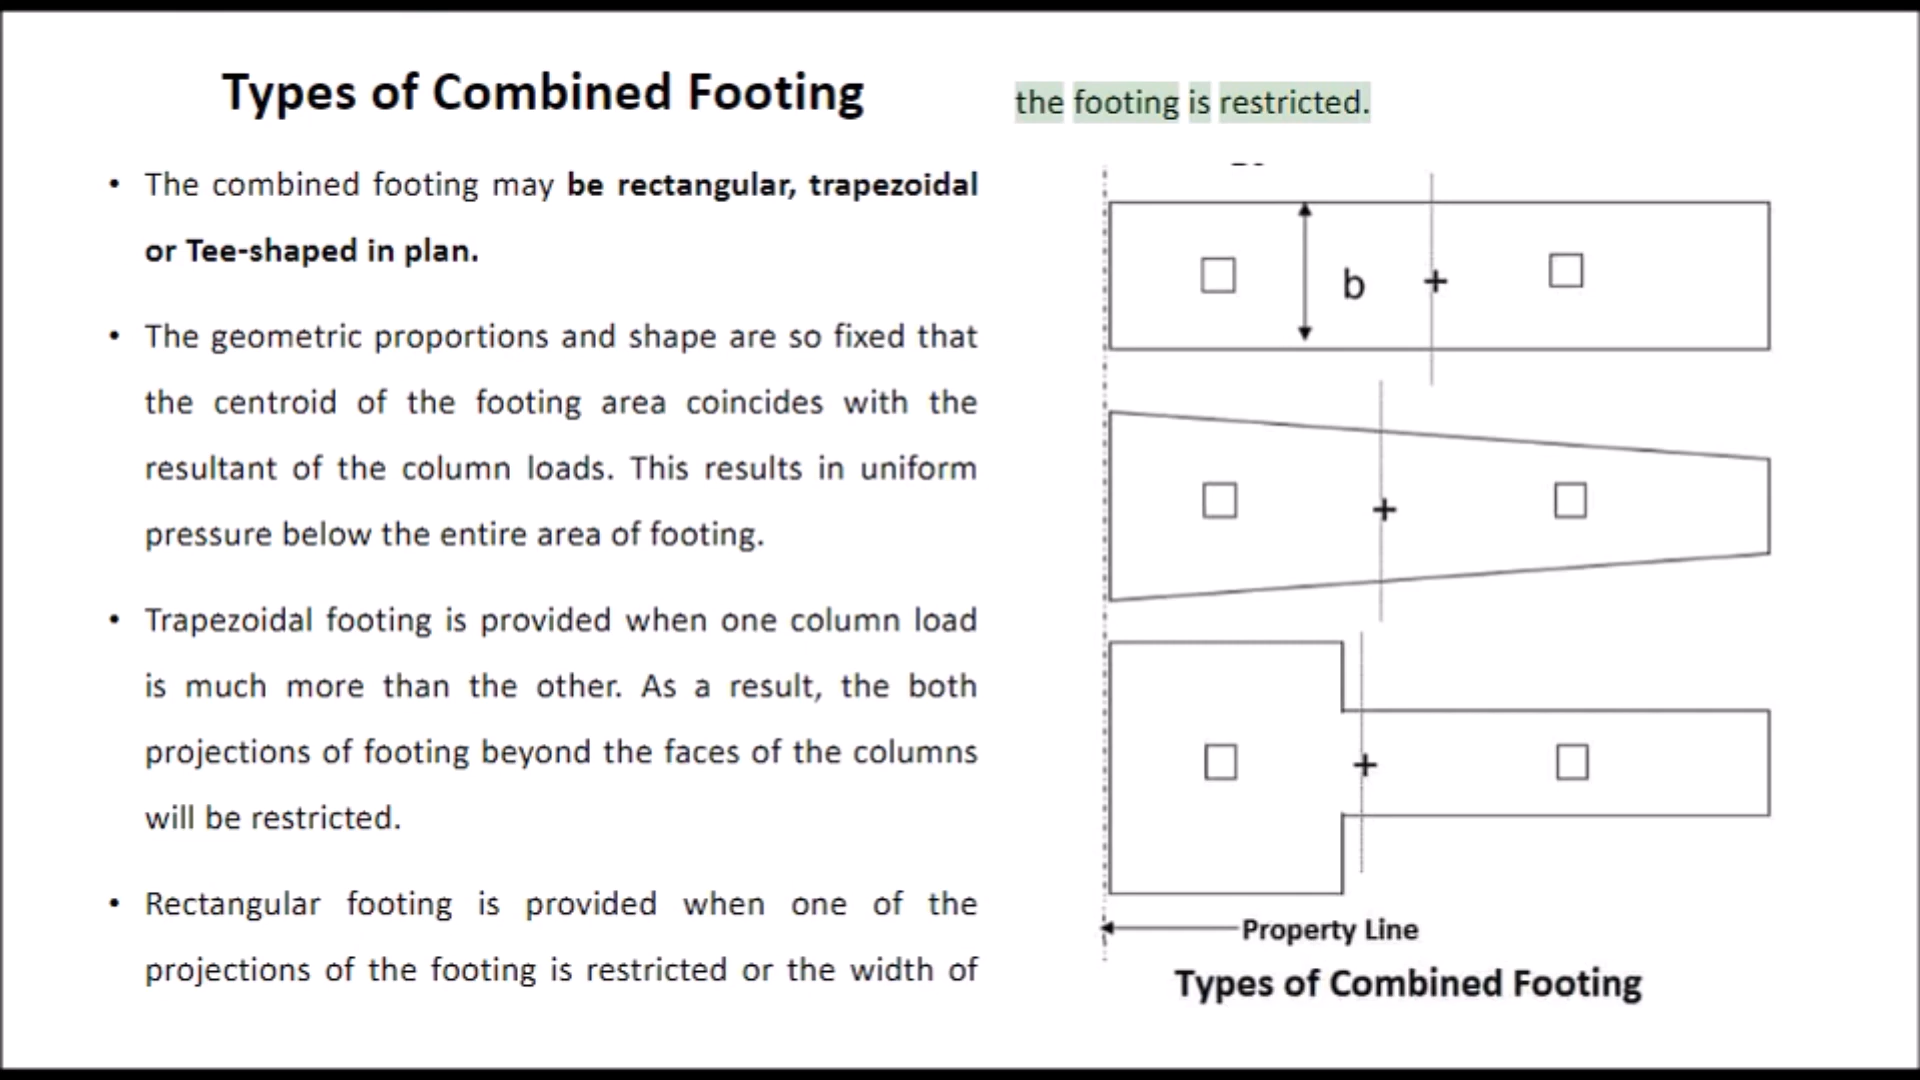 Types of Combined Footing
• The combined footing may be rectangular, trapezoidal
or Tee-shaped in plan.
• The geometric proportions and shape are so fixed that
the centroid of the footing area coincides with the
resultant of the column loads. This results in uniform
pressure below the entire area of footing.
• Trapezoidal footing is provided when one column load
is much more than the other. As a result, the both
projections of footing beyond the faces of the columns
will be restricted.
• Rectangular footing is provided when one of the
projections of the footing is restricted or the width of
the footing is restricted.
b
Property Line
Types of Combined Footing